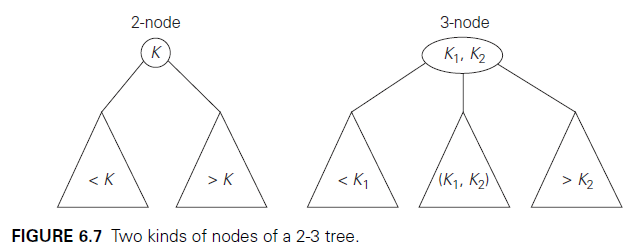 2-node 3-node
K K₁, K₂
< K > K < K₁ (K₁, K₂) > K₂
FIGURE 6.7 Two kinds of nodes of a 2-3 tree.